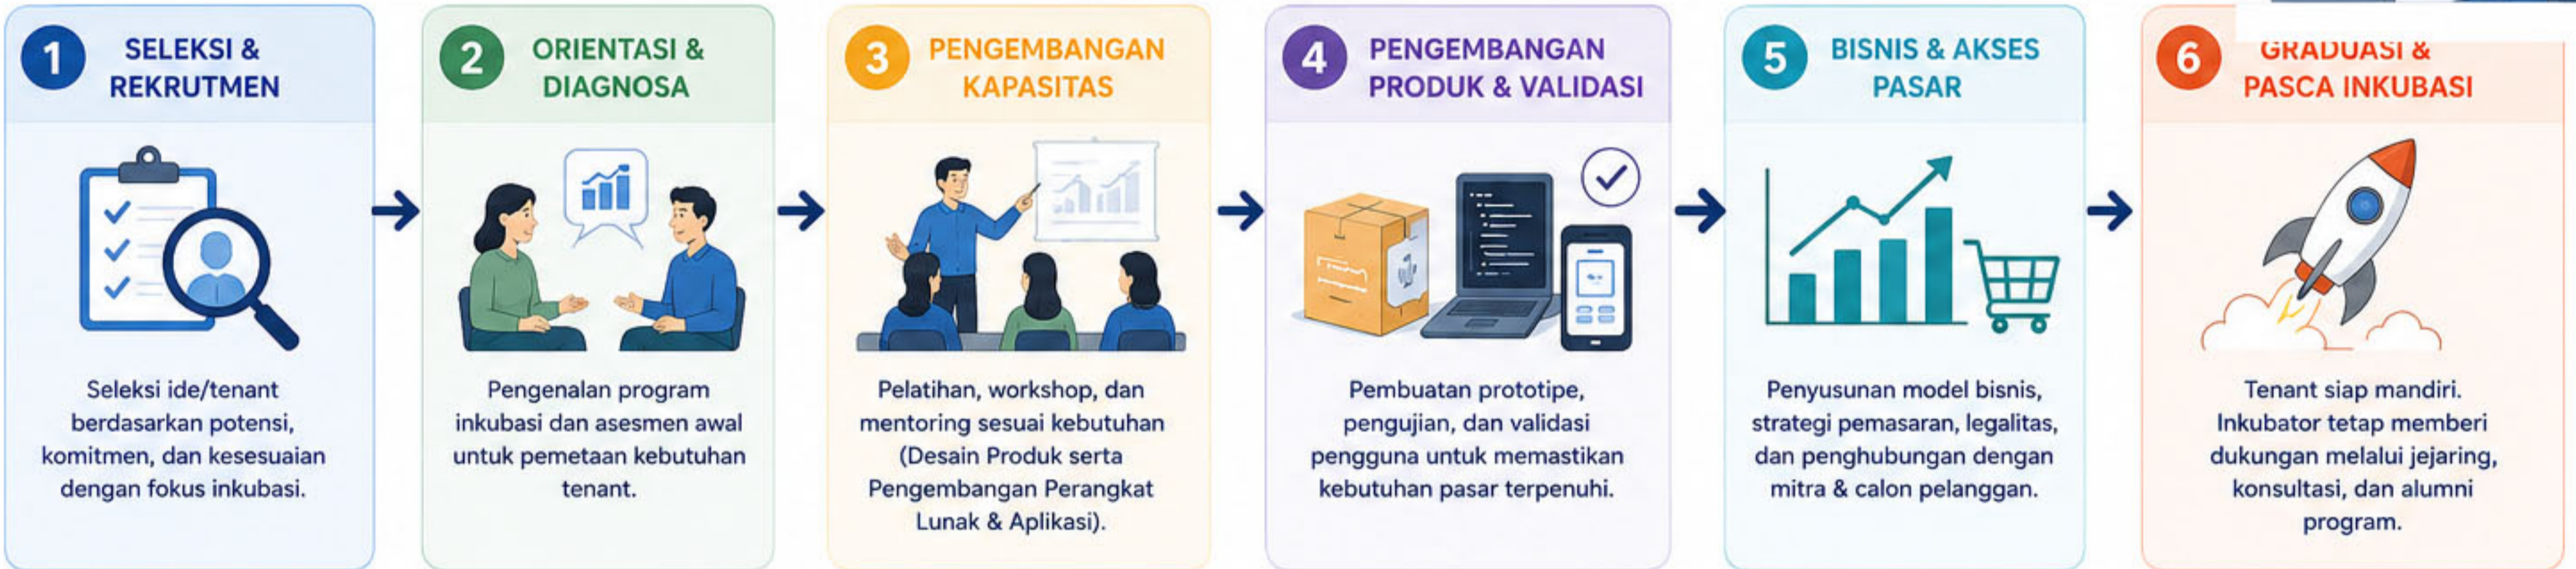 1
SELEKSI &
REKRUTMEN
Seleksi ide/tenant
berdasarkan potensi,
komitmen, dan kesesuaian
dengan fokus inkubasi.
2
ORIENTASI &
DIAGNOSA
Pengenalan program
inkubasi dan asesmen awal
untuk pemetaan kebutuhan
tenant.
3
PENGEMBANGAN
KAPASITAS
Pelatihan, workshop, dan
mentoring sesuai kebutuhan
(Desain Produk serta
Pengembangan Perangkat
Lunak & Aplikasi).
4
PENGEMBANGAN
PRODUK & VALIDASI
Pembuatan prototipe,
pengujian, dan validasi
pengguna untuk memastikan
kebutuhan pasar terpenuhi.
5
BISNIS & AKSES
PASAR
Penyusunan model bisnis,
strategi pemasaran, legalitas,
dan penghubungan dengan
mitra & calon pelanggan.
6
GRADUASI &
PASCA INKUBASI
Tenant siap mandiri.
Inkubator tetap memberi
dukungan melalui jejaring,
konsultasi, dan alumni
program.